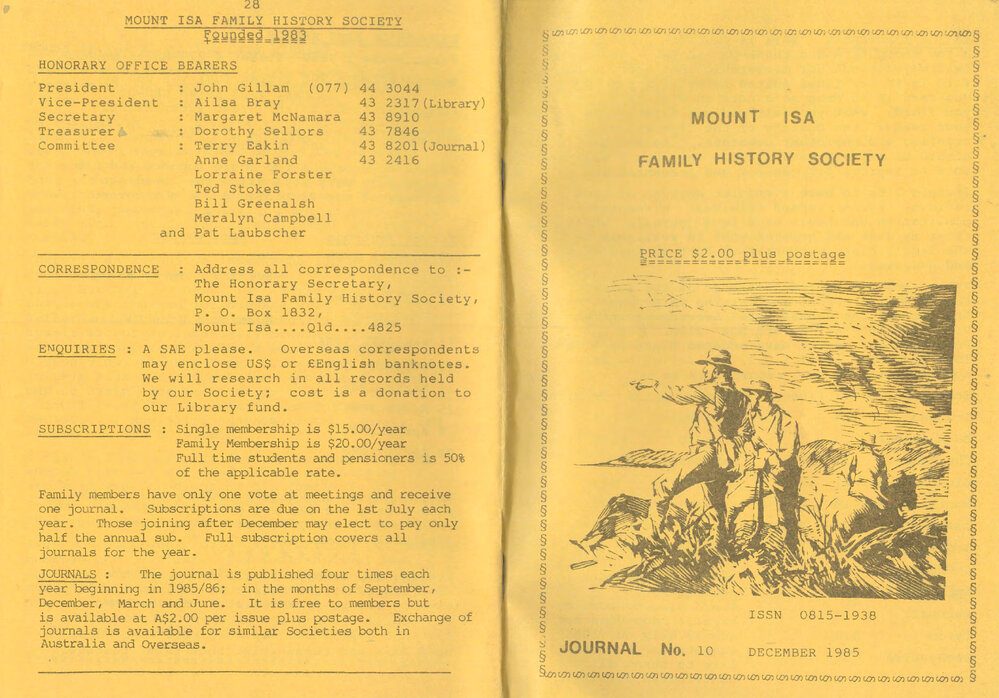 28
MOUNT ISA FAMILY HISTORY SOCIETY
Founded 1983
HONORARY OFFICE BEARERS
President : John Gillam (077) 44 3044
Vice-President : Ailsa Bray 43 2317 (Library)
Secretary : Margaret McNamara 43 8910
Treasurer : Dorothy Sellors 43 7846
Committee : Terry Eakin 43 8201 (Journal)
Anne Garland 43 2416
Lorraine Forster
Ted Stokes
Bill Greenalsh
Meralyn Campbell
and Pat Laubscher
CORRESPONDENCE : Address all correspondence to :-
The Honorary Secretary,
Mount Isa Family History Society,
P. O. Box 1832,
Mount Isa....Qld....4825
ENQUIRIES : A SAE please. Overseas correspondents
may enclose US$ or £English banknotes.
We will research in all records held
by our Society; cost is a donation to
our Library fund.
SUBSCRIPTIONS : Single membership is $15.00/year
Family Membership is $20.00/year
Full time students and pensioners is 50%
of the applicable rate.
Family members have only one vote at meetings and receive
one journal. Subscriptions are due on the 1st July each
year. Those joining after December may elect to pay only
half the annual sub. Full subscription covers all
journals for the year.
JOURNALS : The journal is published four times each
year beginning in 1985/86; in the months of September,
December, March and June. It is free to members but
is available at A$2.00 per issue plus postage. Exchange of
journals is available for similar Societies both in
Australia and Overseas.
MOUNT ISA
FAMILY HISTORY SOCIETY
PRICE $2.00 plus postage
ISSN 0815-1938
JOURNAL No. 10 DECEMBER 1985